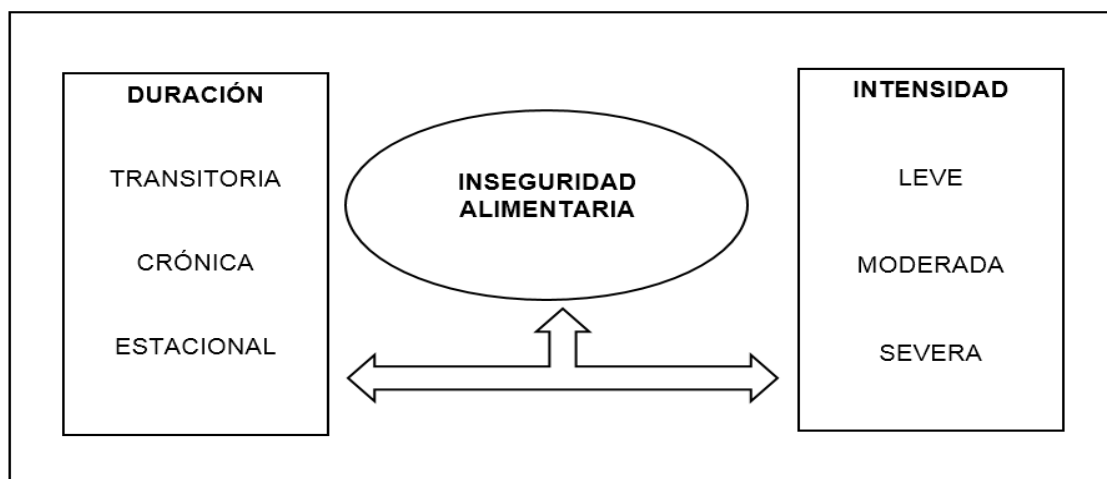 DURACIÓN
TRANSITORIA
CRÓNICA
ESTACIONAL
INSEGURIDAD
ALIMENTARIA
INTENSIDAD
LEVE
MODERADA
SEVERA